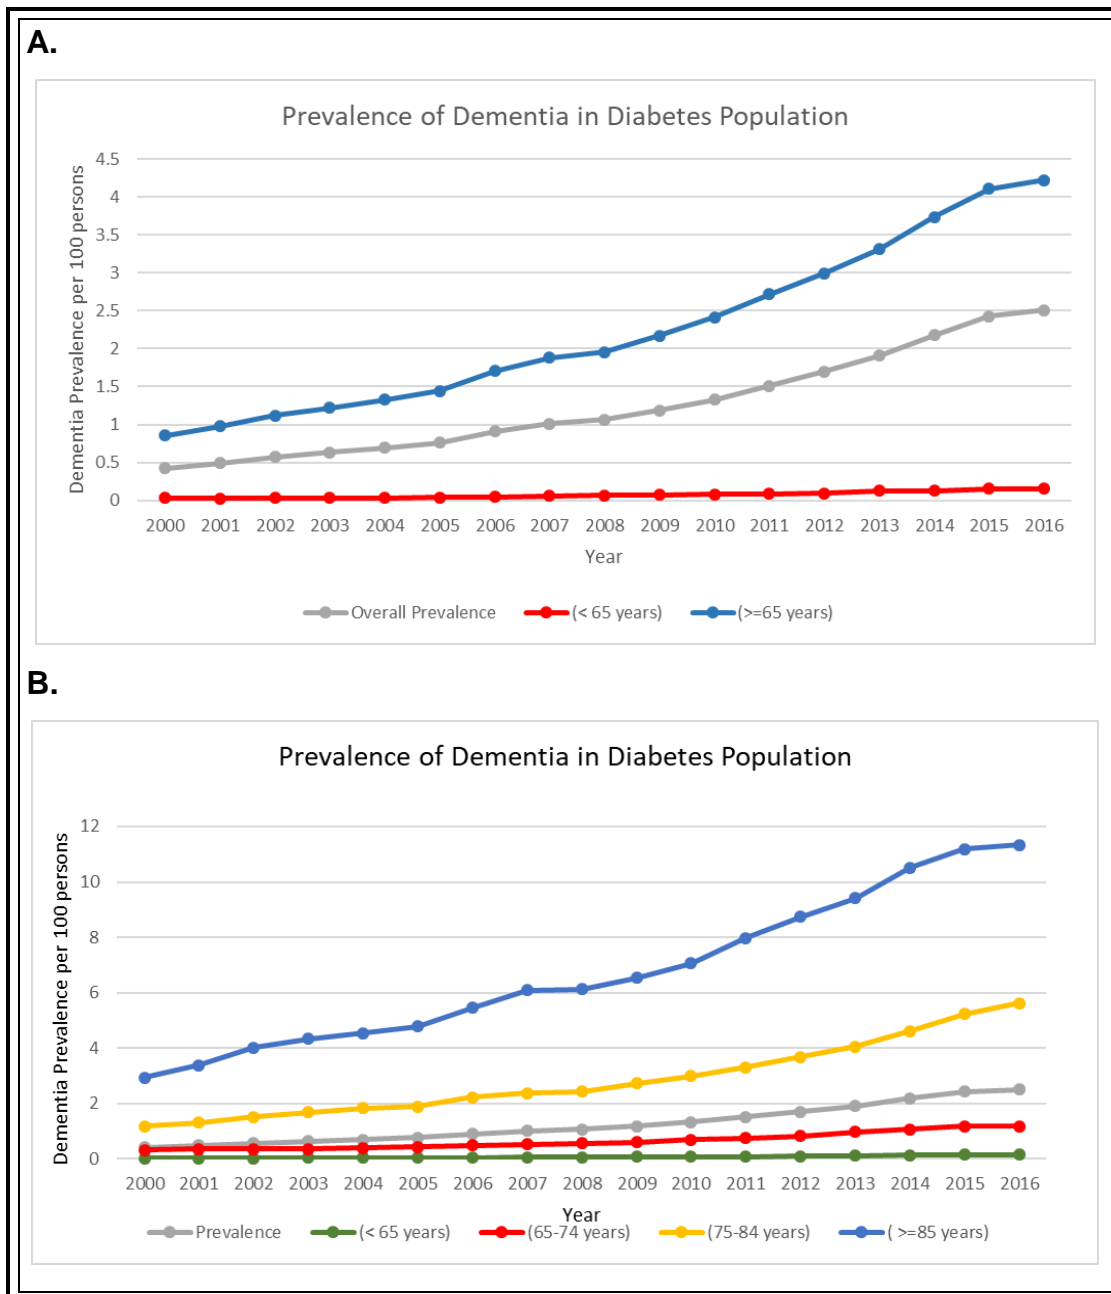 A.
Prevalence of Dementia in Diabetes Population
Dementia Prevalence per 100 persons
4.5
4
3.5
3
2.5
2
1.5
1
0.5
0
2000 2001 2002 2003 2004 2005 2006 2007 2008 2009 2010 2011 2012 2013 2014 2015 2016
Year
Overall Prevalence (< 65 years) (>=65 years)
B.
Prevalence of Dementia in Diabetes Population
Dementia Prevalence per 100 persons
12
10
8
6
4
2
0
2000 2001 2002 2003 2004 2005 2006 2007 2008 2009 2010 2011 2012 2013 2014 2015 2016
Year
Prevalence (< 65 years) (65-74 years) (75-84 years) ( >=85 years)